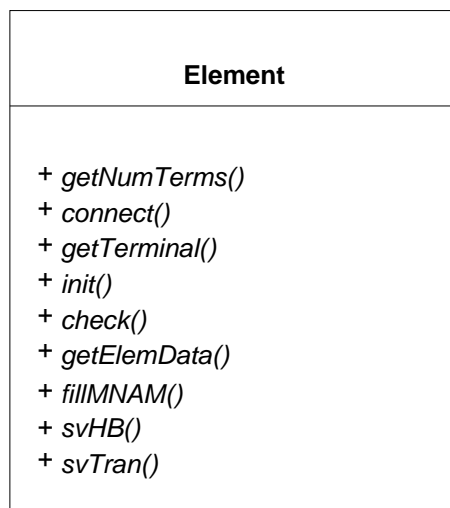 Element
+ getNumTerms()
+ connect()
+ getTerminal()
+ init()
+ check()
+ getElemData()
+ fillMNAM()
+ svHB()
+ svTran()